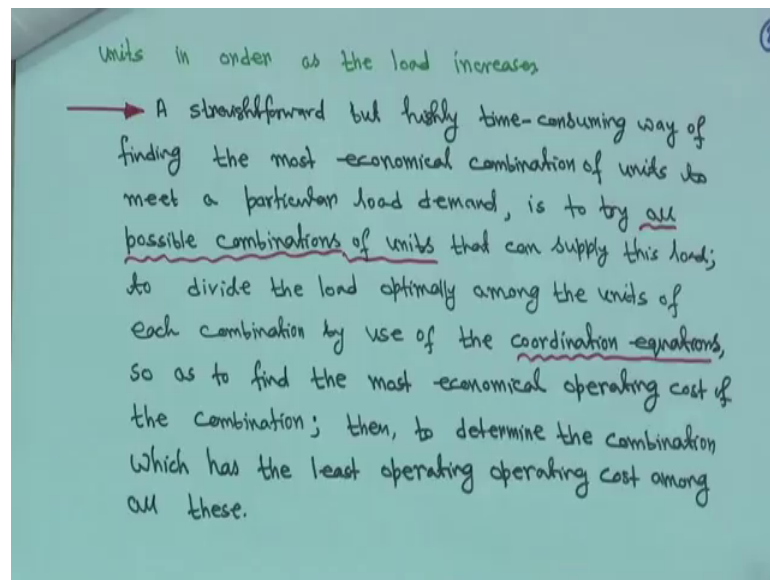 units in order as the load increases
A straightforward but highly time-consuming way of
finding the most economical combination of units to
meet a particular load demand, is to try all
possible combinations of units that can supply this load;
to divide the load optimally among the units of
each combination by use of the coordination equations,
so as to find the most economical operating cost of
the combination; then, to determine the combination
which has the least operating operating cost among
all these.